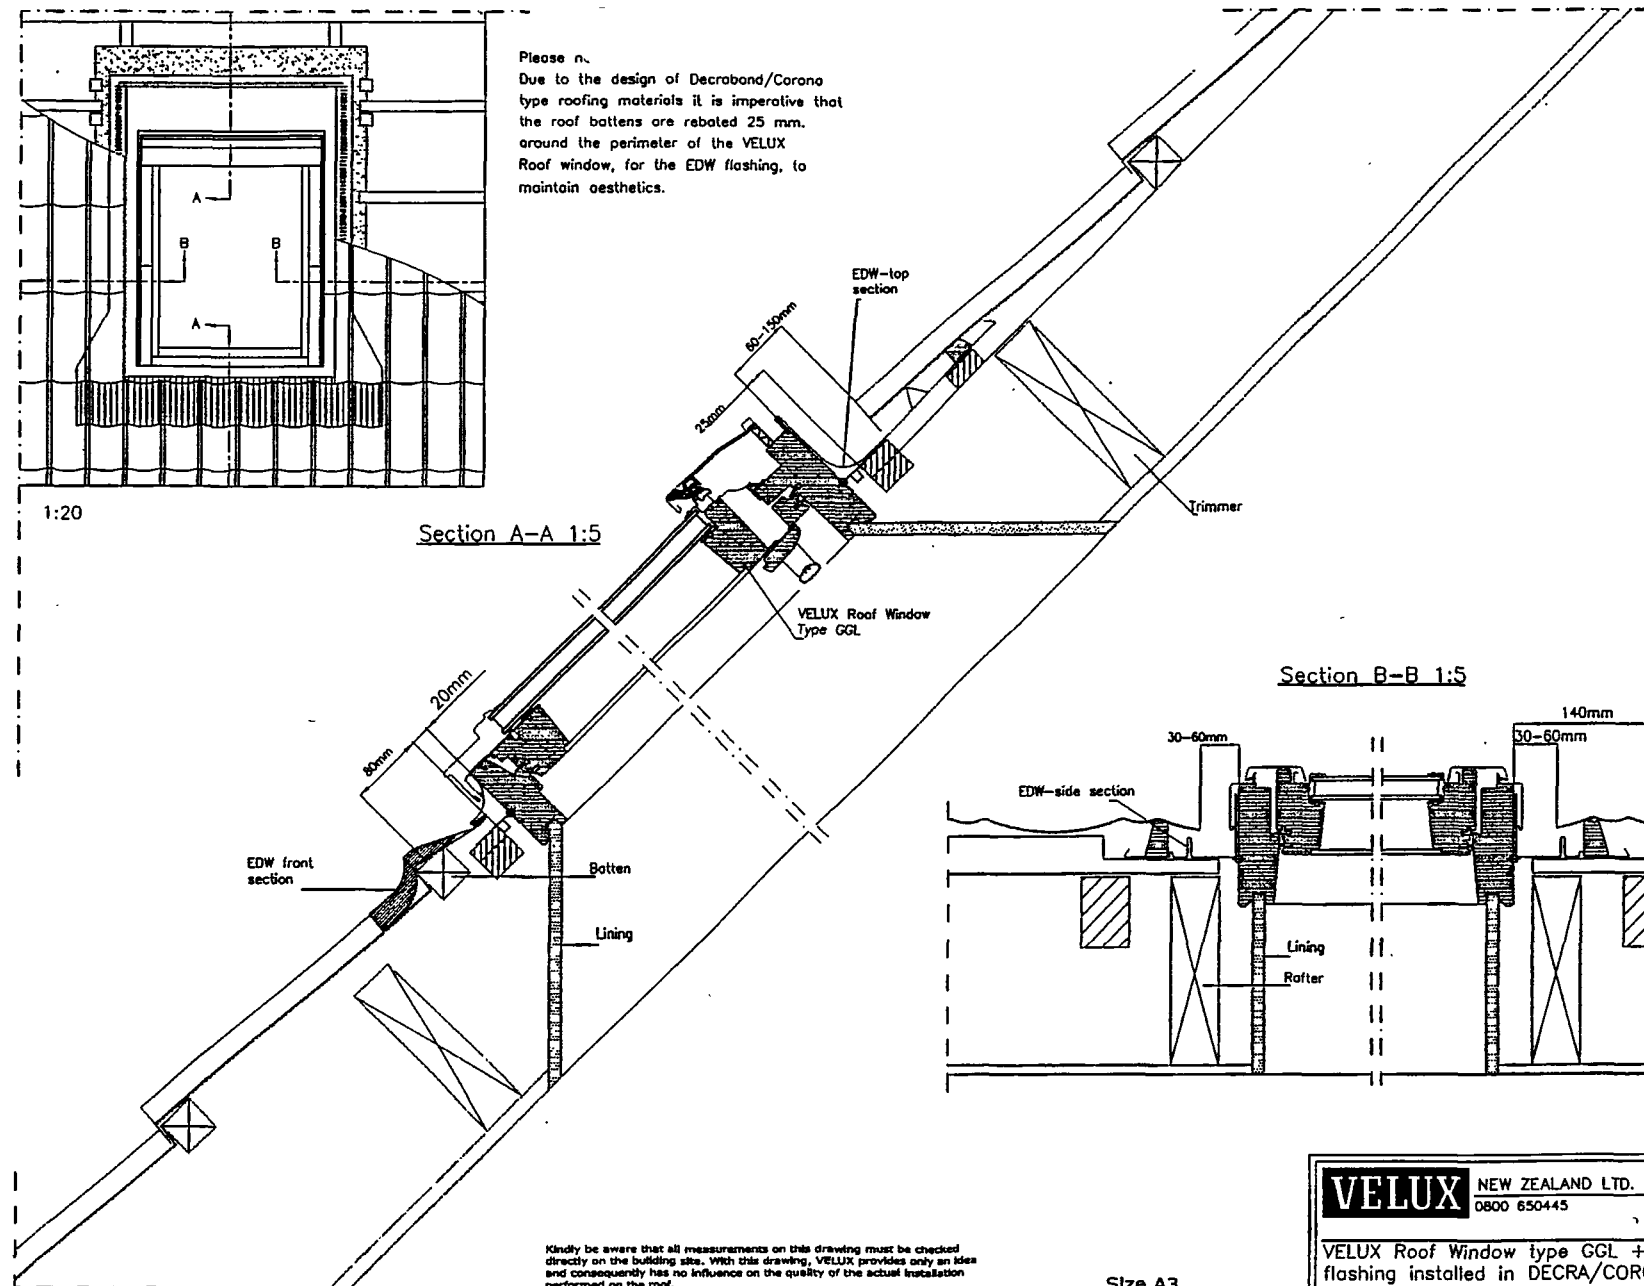 Please
Due to the design of Decraband/Corona
type roofing materials it is imperative that
the roof battens are rebated 25 mm.
around the perimeter of the VELUX
Roof window, for the EDW flashing, to
maintain aesthetics.
A
B
B
A
1:20
Section A-A 1:5
EDW-top
section
60-150mm
25mm
Trimmer
VELUX Roof Window
Type GGL
20mm
80mm
EDW front
section
Batten
Lining
Section B-B 1:5
140mm
30-60mm
30-60mm
EDW-side section
Lining
Rafter
VELUX
NEW ZEALAND LTD.
0800 650445
VELUX Roof Window type GGL +
flashing installed in DECRA/COR
Kindly be aware that all measurements on this drawing must be checked
directly on the building site. With this drawing, VELUX provides only an idea
and consequently has no influence on the quality of the actual installation
performed on the roof.
Size A3